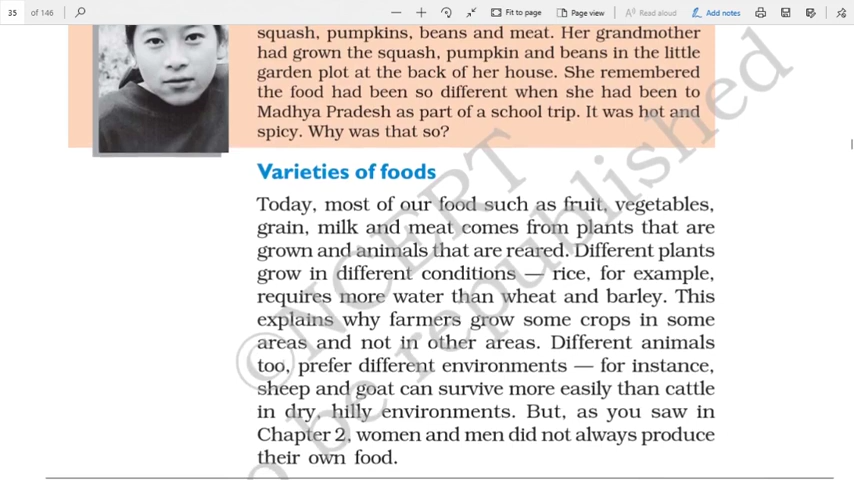 35 of 146
Fit to page
Page view
Read aloud
Add notes
squash, pumpkins, beans and meat. Her grandmother
had grown the squash, pumpkin and beans in the little
garden plot at the back of her house. She remembered
the food had been so different when she had been to
Madhya Pradesh as part of a school trip. It was hot and
spicy. Why was that so?
Varieties of foods
Today, most of our food such as fruit, vegetables,
grain, milk and meat comes from plants that are
grown and animals that are reared. Different plants
grow in different conditions — rice, for example,
requires more water than wheat and barley. This
explains why farmers grow some crops in some
areas and not in other areas. Different animals
too, prefer different environments — for instance,
sheep and goat can survive more easily than cattle
in dry, hilly environments. But, as you saw in
Chapter 2, women and men did not always produce
their own food.
©NCERT
o be republished